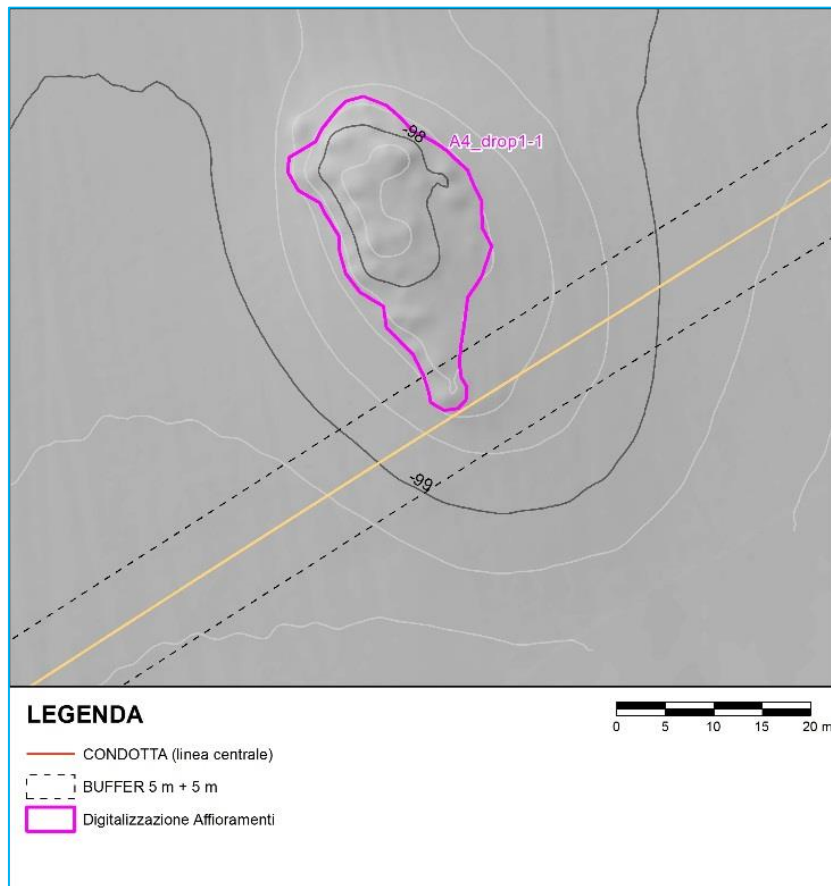 -98
A4_drop1-1
-99
LEGENDA
0 5 10 15 20 m
CONDOTTA (linea centrale)
BUFFER 5 m + 5 m
Digitalizzazione Affioramenti